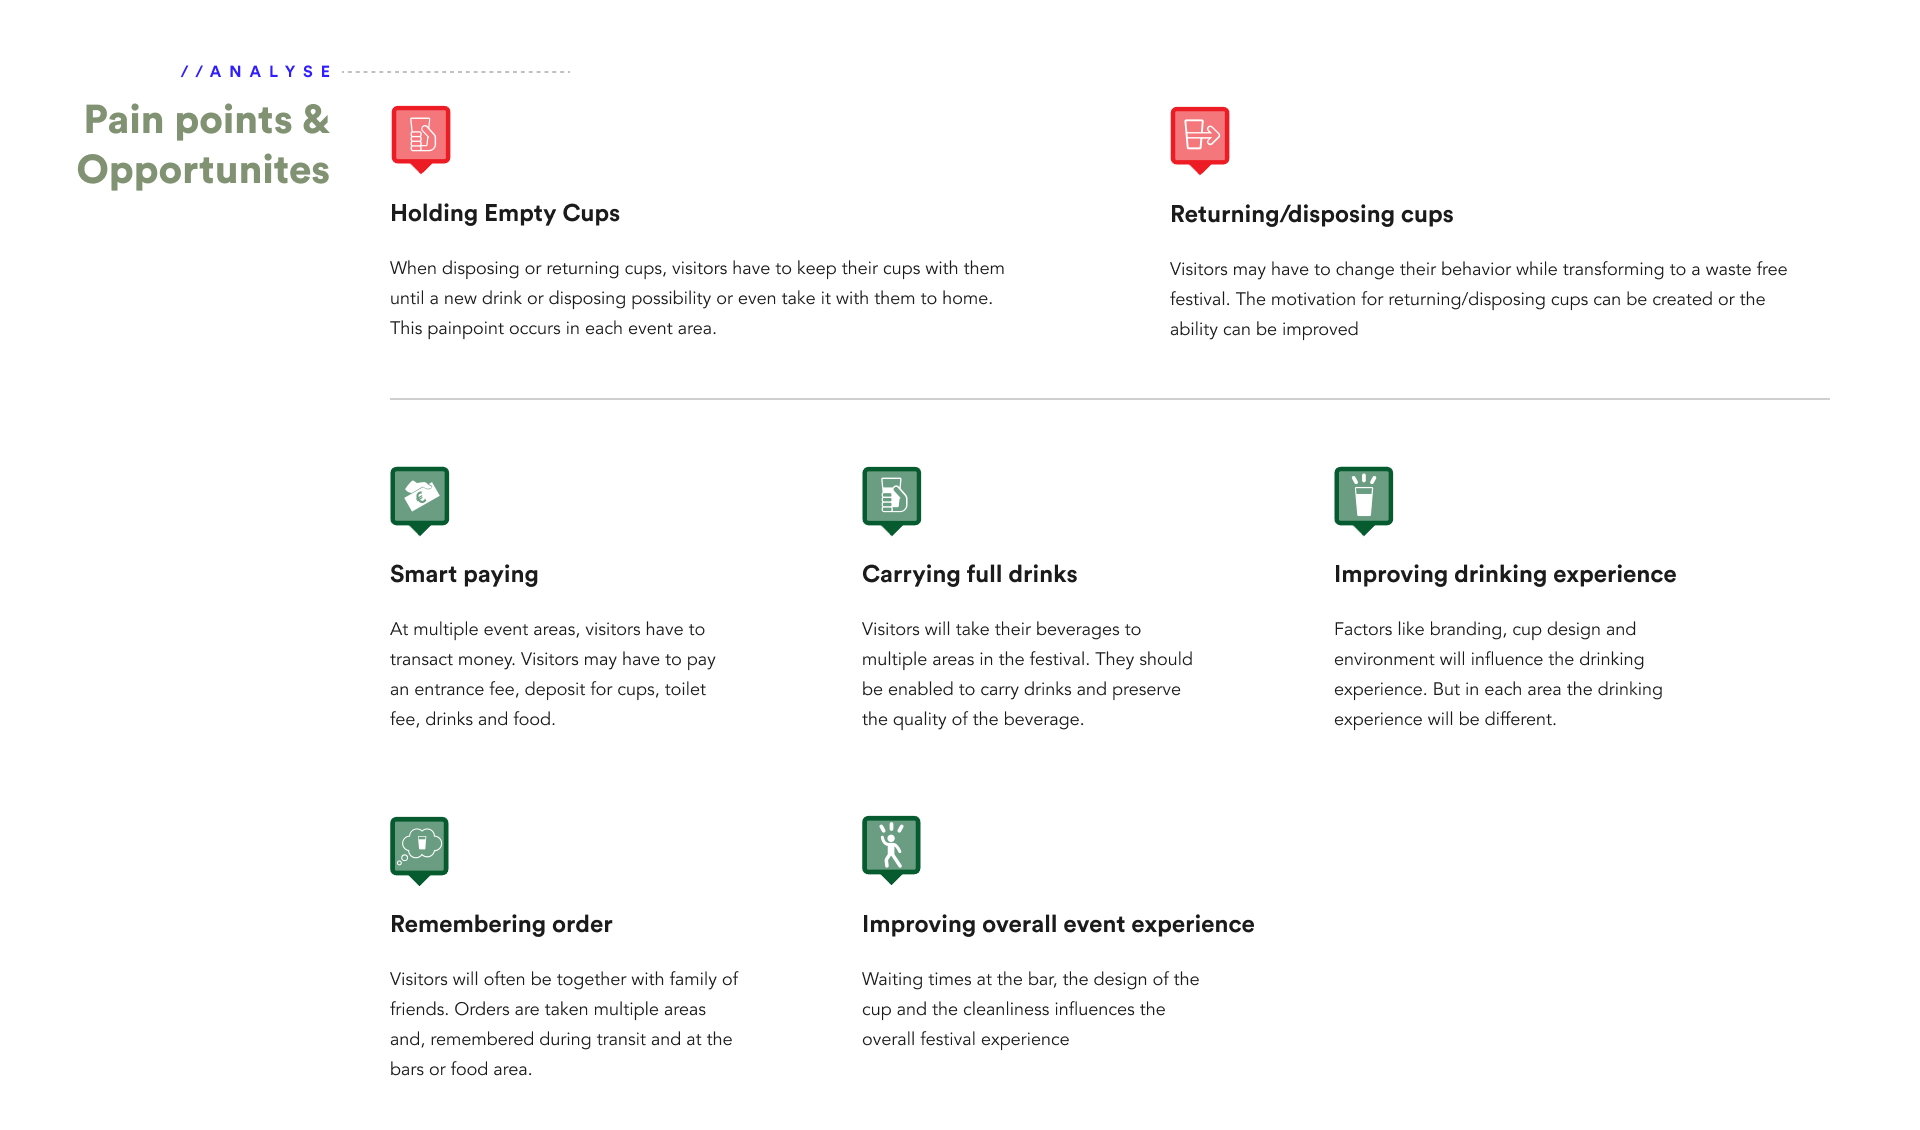 //ANALYSE
Pain points &
Opportunites
Holding Empty Cups
When disposing or returning cups, visitors have to keep their cups with them
until a new drink or disposing possibility or even take it with them to home.
This painpoint occurs in each event area.
Returning/disposing cups
Visitors may have to change their behavior while transforming to a waste free
festival. The motivation for returning/disposing cups can be created or the
ability can be improved
€
Smart paying
At multiple event areas, visitors have to
transact money. Visitors may have to pay
an entrance fee, deposit for cups, toilet
fee, drinks and food.
Carrying full drinks
Visitors will take their beverages to
multiple areas in the festival. They should
be enabled to carry drinks and preserve
the quality of the beverage.
Improving drinking experience
Factors like branding, cup design and
environment will influence the drinking
experience. But in each area the drinking
experience will be different.
Remembering order
Visitors will often be together with family of
friends. Orders are taken multiple areas
and, remembered during transit and at the
bars or food area.
Improving overall event experience
Waiting times at the bar, the design of the
cup and the cleanliness influences the
overall festival experience